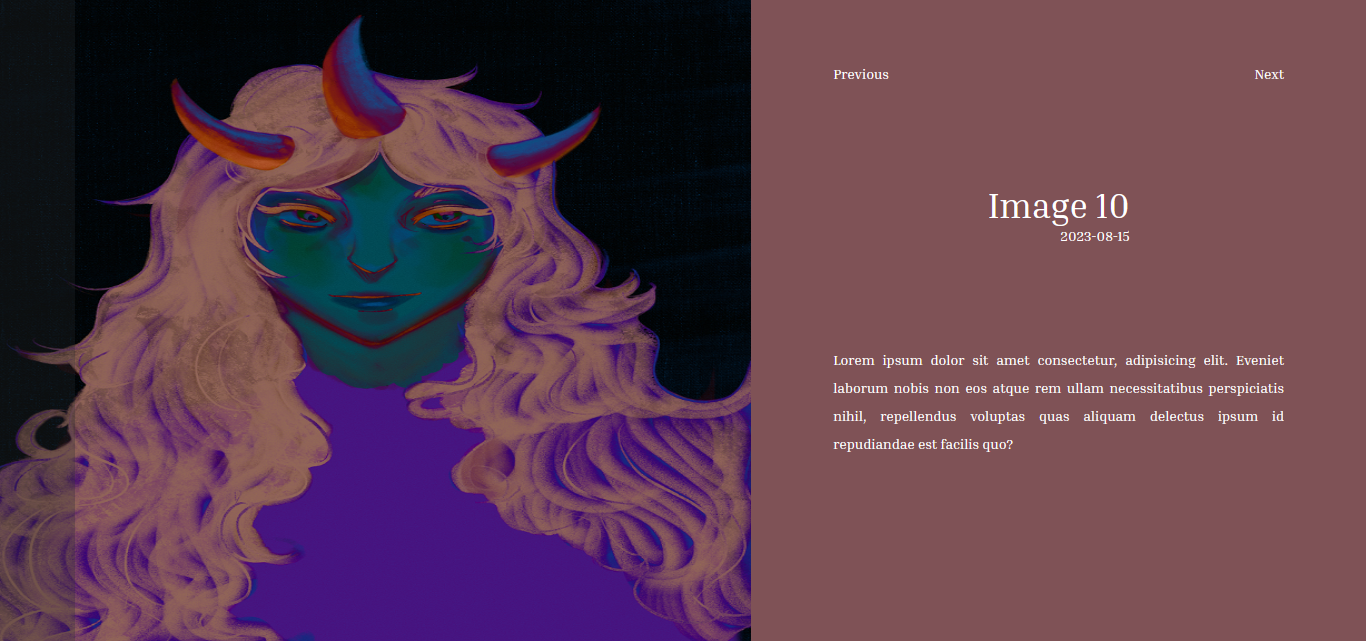 Previous
Next
Image 10
2023-08-15
Lorem ipsum dolor sit amet consectetur, adipisicing elit. Eveniet
laborum nobis non eos atque rem ullam necessitatibus perspiciatis
nihil, repellendus voluptas quas aliquam delectus ipsum id
repudiandae est facilis quo?